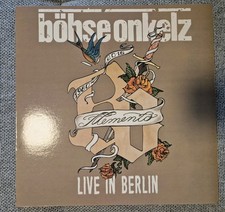 böhse onkelz
Memento
LIVE IN BERLIN